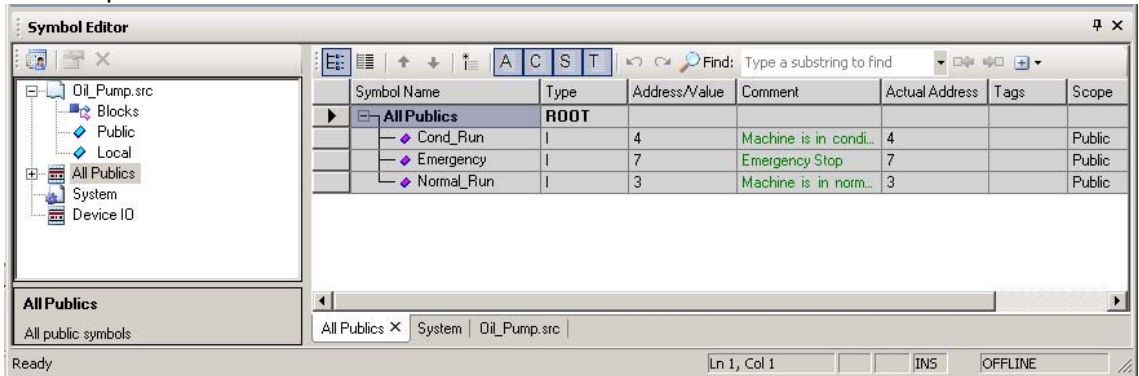 Symbol Editor
A C S T Find: Type a substring to find
Oil_Pump.src
Blocks
Public
Local
All Publics
System
Device IO
All Publics
All public symbols
Symbol Name Type Address/Value Comment Actual Address Tags Scope
All Publics ROOT
Cond_Run I 4 Machine is in condi... 4 Public
Emergency I 7 Emergency Stop 7 Public
Normal_Run I 3 Machine is in norm... 3 Public
All Publics System Oil_Pump.src
Ready Ln 1, Col 1 INS OFFLINE